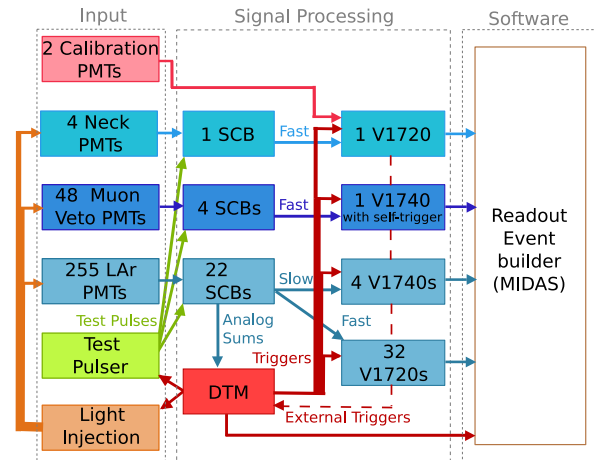 Input
Signal Processing
Software
2 Calibration
PMTs
4 Neck
PMTs
1 SCB
Fast
1 V1720
48 Muon
Veto PMTs
4 SCBs
Fast
1 V1740
with self-trigger
255 LAr
PMTs
22
SCBs
Slow
4 V1740s
Fast
32
V1720s
Readout
Event
builder
(MIDAS)
Test Pulses
Analog
Sums
Test
Pulser
Triggers
DTM
External Triggers
Light
Injection